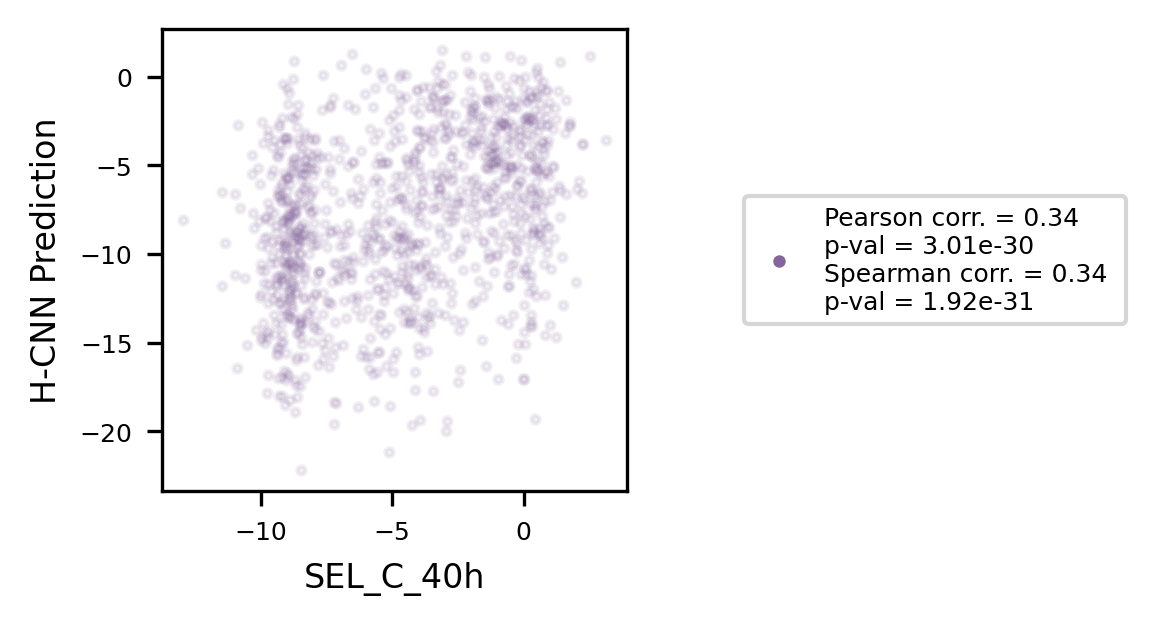 0
−5
−10
−15
−20
H-CNN Prediction
−10
−5
0
SEL_C_40h
Pearson corr. = 0.34
p-val = 3.01e-30
Spearman corr. = 0.34
p-val = 1.92e-31